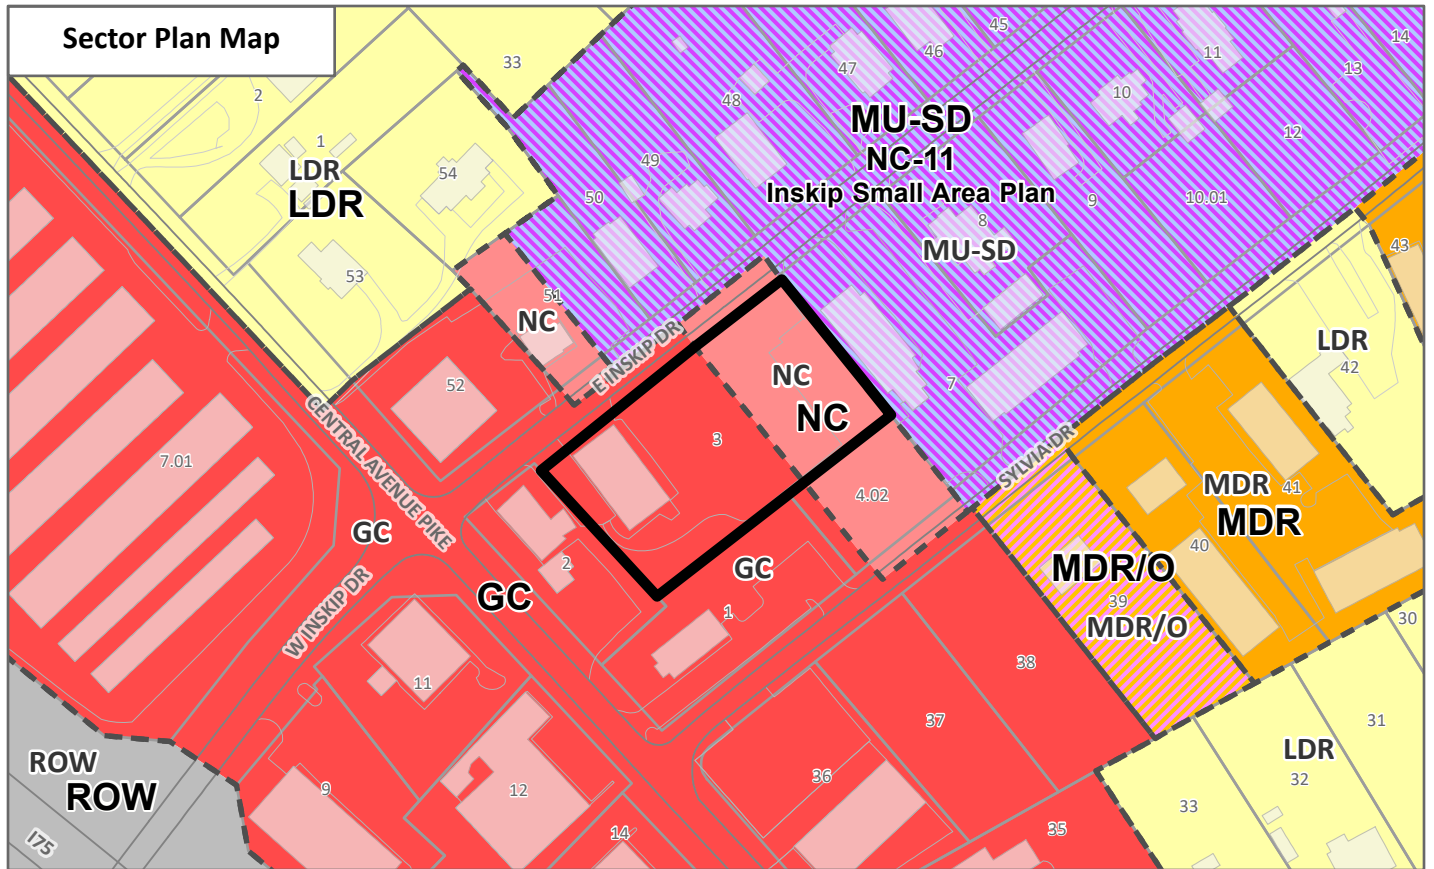 Sector Plan Map
33
2
1
LDR
LDR
54
53
45
46
47
48
49
50
14
13
11
10
12
MU-SD
NC-11
Inskip Small Area Plan
9
10.01
8
MU-SD
43
51
NC
E INSKIP DR
52
CENTRAL AVENUE PIKE
7.01
NC
NC
7
3
4.02
SYLVIA DR
LDR
42
MDR
41
MDR
40
MDR/O
39
MDR/O
GC
GC
GC
2
1
W INSKIP DR
11
38
37
36
35
30
31
LDR
32
33
ROW
ROW
I75
9
12
14